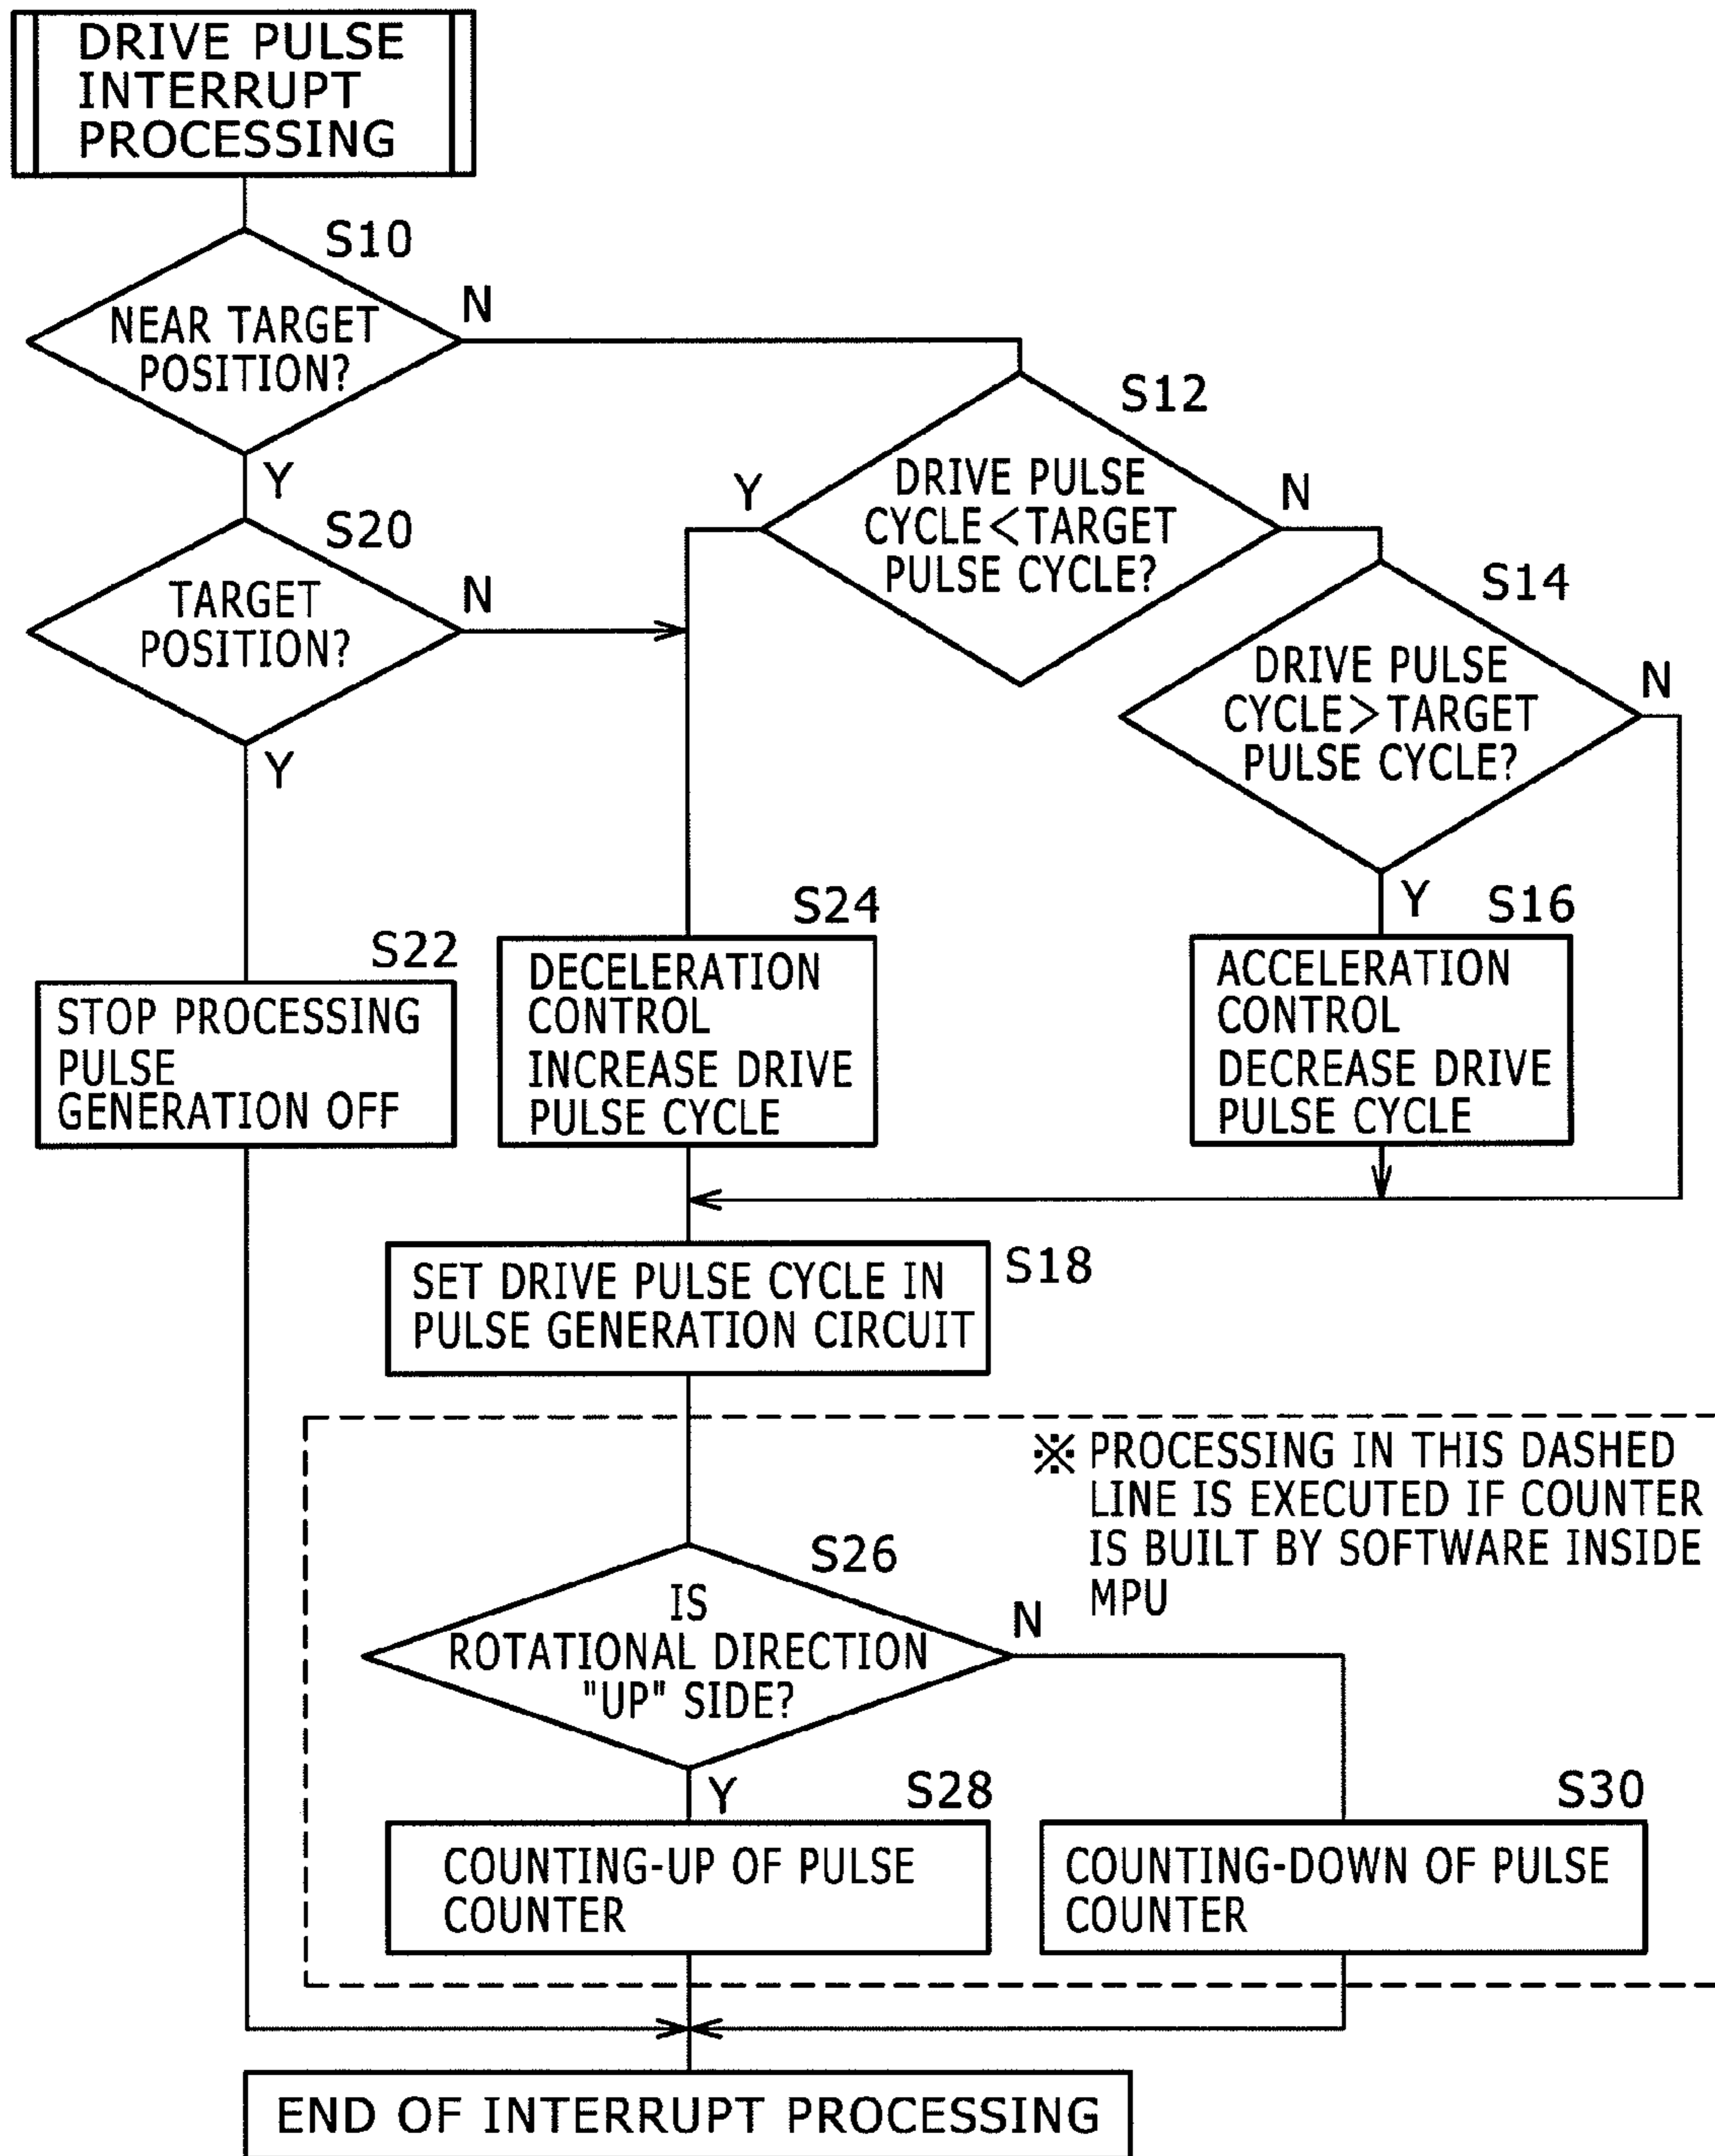 DRIVE PULSE
INTERRUPT
PROCESSING
S10
NEAR TARGET
POSITION?
N
Y
S12
DRIVE PULSE
CYCLE<TARGET
PULSE CYCLE?
Y
N
S20
TARGET
POSITION?
N
Y
S14
DRIVE PULSE
CYCLE>TARGET
PULSE CYCLE?
N
Y
S22
STOP PROCESSING
PULSE
GENERATION OFF
S24
DECELERATION
CONTROL
INCREASE DRIVE
PULSE CYCLE
S16
ACCELERATION
CONTROL
DECREASE DRIVE
PULSE CYCLE
S18
SET DRIVE PULSE CYCLE IN
PULSE GENERATION CIRCUIT
※ PROCESSING IN THIS DASHED
LINE IS EXECUTED IF COUNTER
IS BUILT BY SOFTWARE INSIDE
MPU
S26
IS
ROTATIONAL DIRECTION
"UP" SIDE?
N
Y
S28
COUNTING-UP OF PULSE
COUNTER
S30
COUNTING-DOWN OF PULSE
COUNTER
END OF INTERRUPT PROCESSING